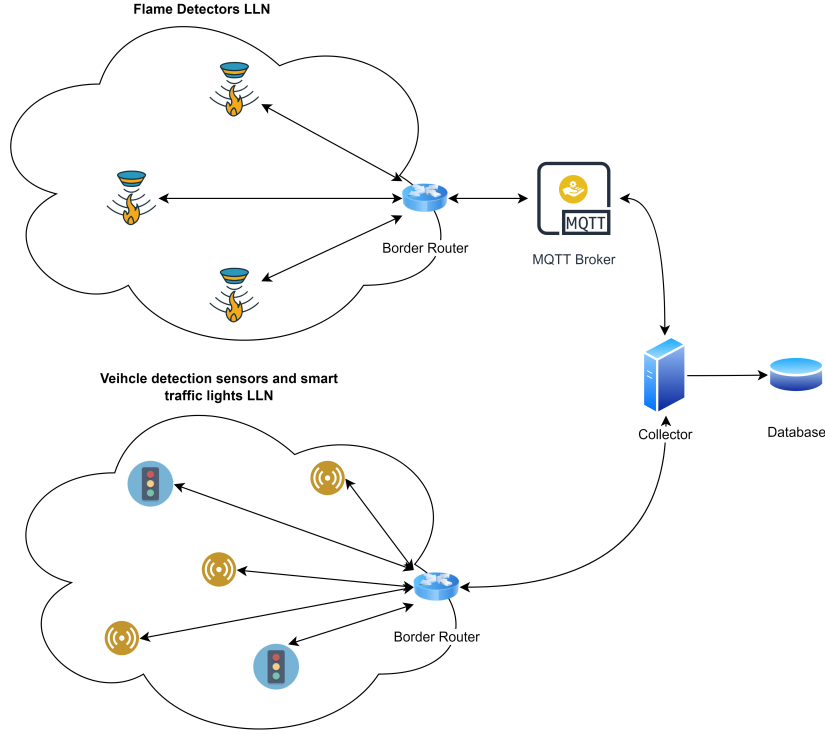 Flame Detectors LLN
Border Router
MQTT
MQTT Broker
Veihcle detection sensors and smart
traffic lights LLN
Collector
Database
Border Router